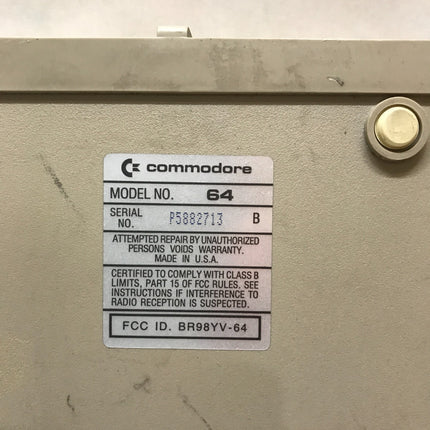 commodore
MODEL NO. 64
SERIAL NO. P5882713 B
ATTEMPTED REPAIR BY UNAUTHORIZED
PERSONS VOIDS WARRANTY.
MADE IN U.S.A.
CERTIFIED TO COMPLY WITH CLASS B
LIMITS, PART 15 OF FCC RULES. SEE
INSTRUCTIONS IF INTERFERENCE TO
RADIO RECEPTION IS SUSPECTED.
FCC ID. BR98YV-64